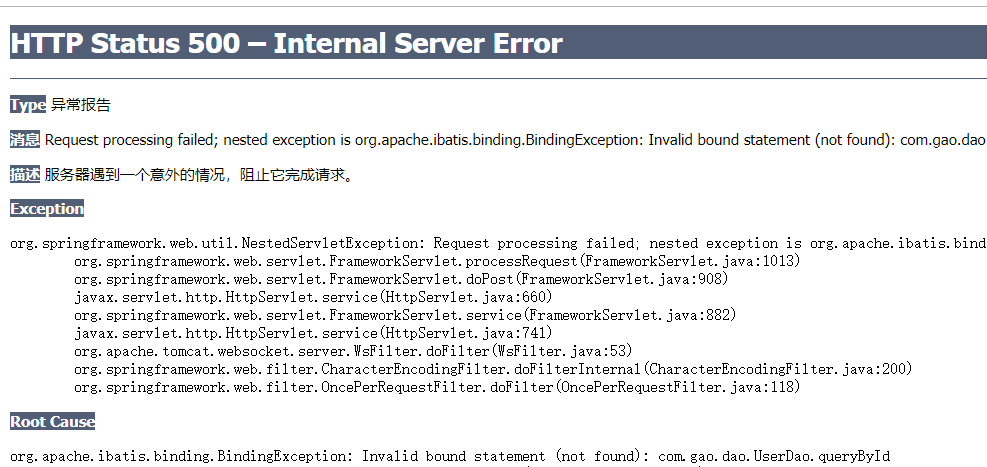 HTTP Status 500 – Internal Server Error
Type 异常报告
消息 Request processing failed; nested exception is org.apache.ibatis.binding.BindingException: Invalid bound statement (not found): com.gao.dao
描述 服务器遇到一个意外的情况，阻止它完成请求。
Exception
org.springframework.web.util.NestedServletException: Request processing failed; nested exception is org.apache.ibatis.bind
org.springframework.web.servlet.FrameworkServlet.processRequest(FrameworkServlet.java:1013)
org.springframework.web.servlet.FrameworkServlet.doPost(FrameworkServlet.java:908)
javax.servlet.http.HttpServlet.service(HttpServlet.java:660)
org.springframework.web.servlet.FrameworkServlet.service(FrameworkServlet.java:882)
javax.servlet.http.HttpServlet.service(HttpServlet.java:741)
org.apache.tomcat.websocket.server.WsFilter.doFilter(WsFilter.java:53)
org.springframework.web.filter.CharacterEncodingFilter.doFilterInternal(CharacterEncodingFilter.java:200)
org.springframework.web.filter.OncePerRequestFilter.doFilter(OncePerRequestFilter.java:118)
Root Cause
org.apache.ibatis.binding.BindingException: Invalid bound statement (not found): com.gao.dao.UserDao.queryById